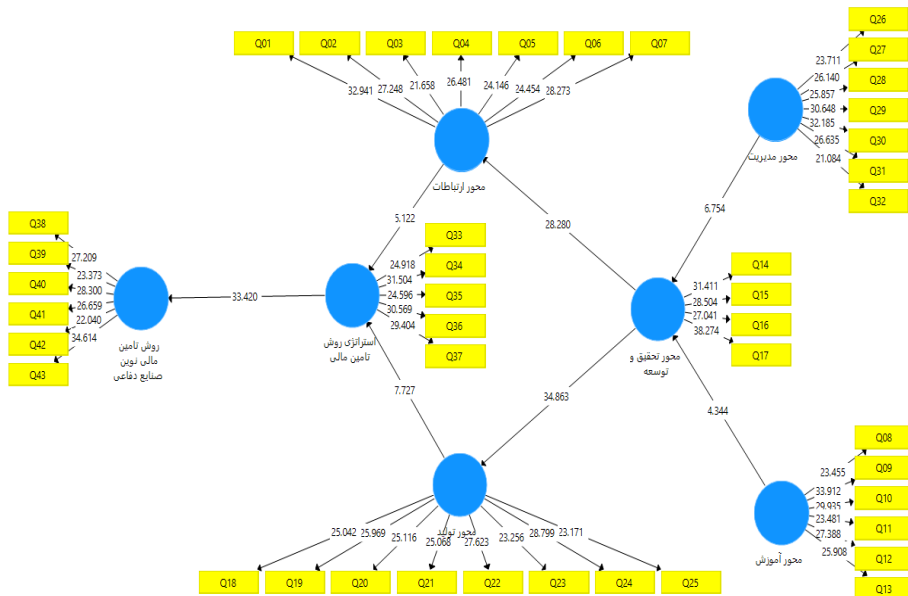 Q26
Q01
Q02
Q03
Q04
Q05
Q06
Q07
Q27
23.711
26.140
Q28
32.941
27.248
21.658
26.481
24.146
24.454
28.273
25.857
30.648
Q29
32.185
26.635
Q30
21.084
محور مدیریت
Q31
محور ارتباطات
Q32
6.754
5.122
28.280
Q38
27.209
Q39
23.373
Q40
28.300
26.659
Q41
22.040
Q42
34.614
Q43
روش تامین
مالی نوین
صنایع دفاعی
33.420
Q33
24.918
Q34
31.504
24.596
Q35
30.569
Q36
29.404
Q37
استراتژی روش
تامین مالی
Q14
31.411
Q15
28.504
27.041
Q16
38.274
Q17
محور تحقیق و
توسعه
7.727
34.863
4.344
Q08
23.455
Q09
33.912
29.935
Q10
23.481
Q11
27.388
25.908
Q12
محور آموزش
Q13
محور تولید
25.042
25.969
25.116
25.068
27.623
23.256
28.799
23.171
Q18
Q19
Q20
Q21
Q22
Q23
Q24
Q25